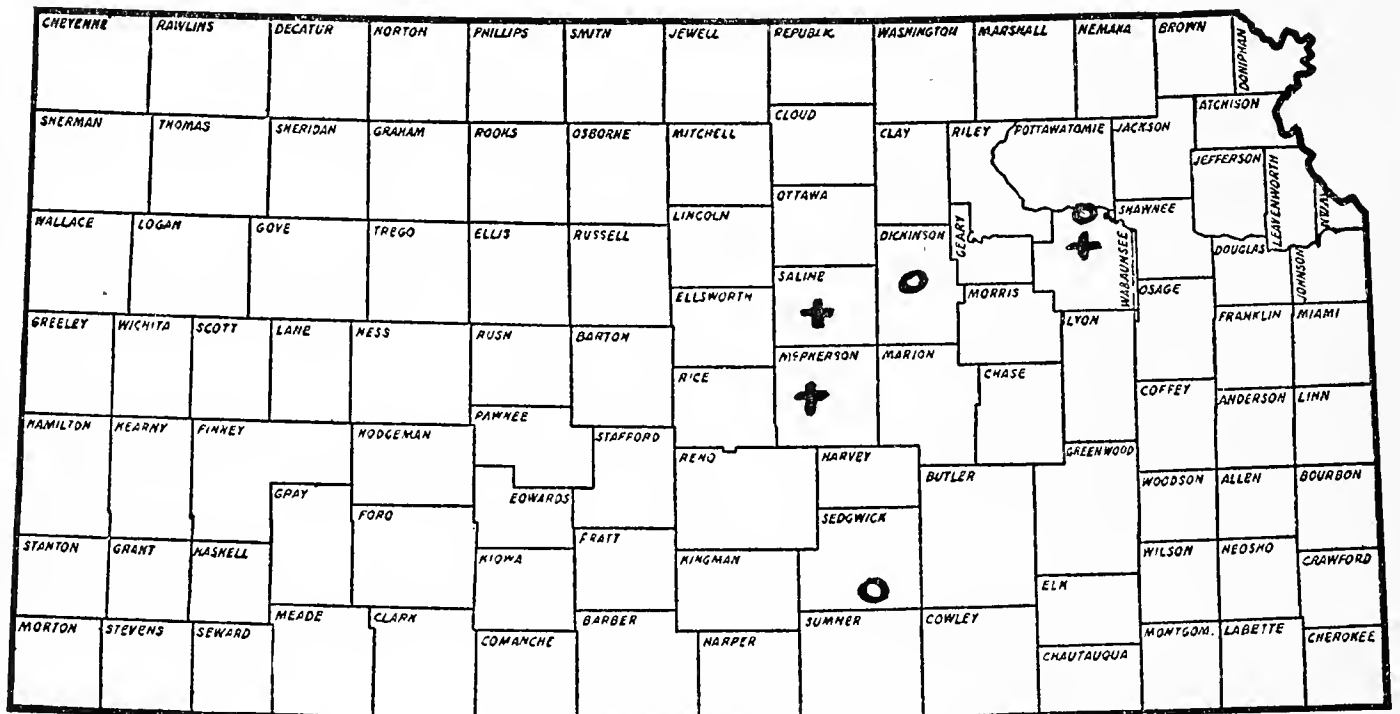 CHEYENNE RAWLINS DECATUR NORTON PHILLIPS SMITH JEWELL REPUBLIC WASHINGTON MARSHALL NEMAHA BROWN DONIPHAN
ATCHISON
SHERMAN THOMAS SHERIDAN GRAHAM ROOKS OSBORNE MITCHELL CLOUD CLAY RILEY POTTAWATOMIE JACKSON
JEFFERSON LEAVENWORTH WYAN
WALLACE LOGAN GOVE TREGO ELLIS RUSSELL LINCOLN OTTAWA DICKINSON GEARY WABAUNSEE SHAWNEE DOUGLAS JOHNSON
SALINE
ELLSWORTH MORRIS OSAGE
GREELEY WICHITA SCOTT LANE NESS RUSH BARTON LYON FRANKLIN MIAMI
RICE MCPHERSON MARION CHASE
COFFEY ANDERSON LINN
HAMILTON KEARNY FINNEY HODGEMAN PAWNEE STAFFORD RENO HARVEY BUTLER GREENWOOD
GRAY FORD EDWARDS WOODSON ALLEN BOURBON
SEDGWICK
STANTON GRANT HASKELL KIOWA PRATT KINGMAN WILSON NEOSHO CRAWFORD
ELK
MORTON STEVENS SEWARD MEADE CLARK COMANCHE BARBER HARPER SUMNER COWLEY MONTGOM. LABETTE CHEROKEE
CHAUTAUQUA